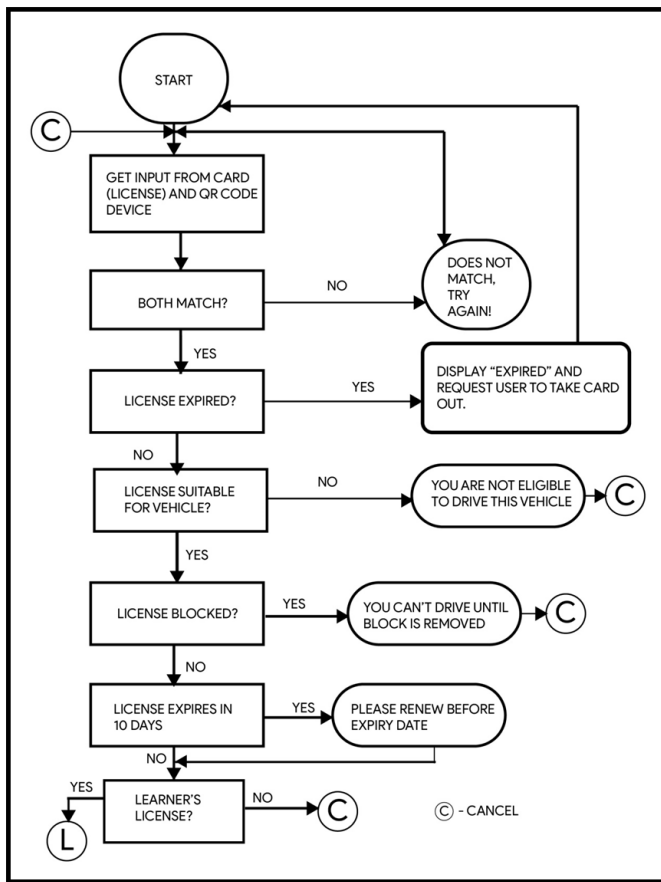 START
C
GET INPUT FROM CARD
(LICENSE) AND QR CODE
DEVICE
DOES NOT
MATCH,
TRY
AGAIN!
BOTH MATCH?
NO
YES
DISPLAY “EXPIRED” AND
REQUEST USER TO TAKE CARD
OUT.
LICENSE EXPIRED?
YES
NO
LICENSE SUITABLE
FOR VEHICLE?
NO
YOU ARE NOT ELIGIBLE
TO DRIVE THIS VEHICLE
C
YES
LICENSE BLOCKED?
YES
YOU CAN'T DRIVE UNTIL
BLOCK IS REMOVED
C
NO
LICENSE EXPIRES IN
10 DAYS
YES
PLEASE RENEW BEFORE
EXPIRY DATE
NO
YES
LEARNER'S
LICENSE?
NO
C
L
C - CANCEL